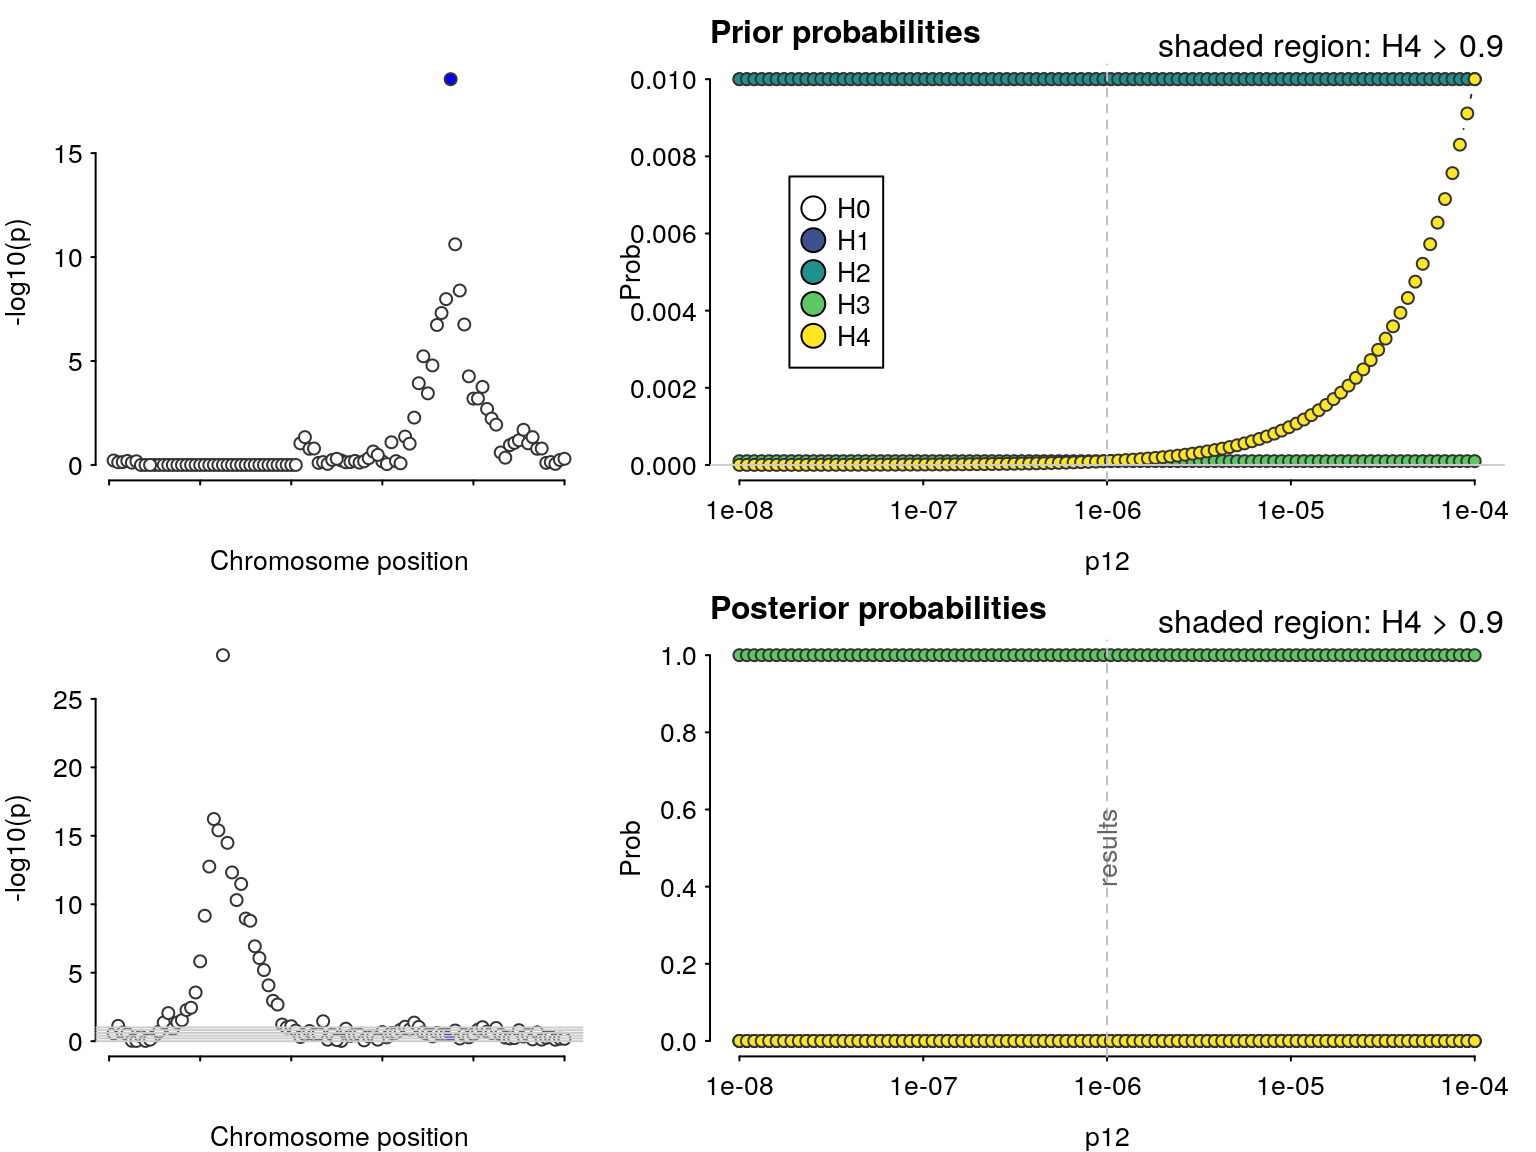 -log10(p)
15
10
5
0
Chromosome position
Prior probabilities
shaded region: H4 > 0.9
Prob
0.010
0.008
0.006
0.004
0.002
0.000
H0
H1
H2
H3
H4
1e-08 1e-07 1e-06 1e-05 1e-04
p12
-log10(p)
25
20
15
10
5
0
Chromosome position
Posterior probabilities
shaded region: H4 > 0.9
Prob
1.0
0.8
0.6
0.4
0.2
0.0
results
1e-08 1e-07 1e-06 1e-05 1e-04
p12